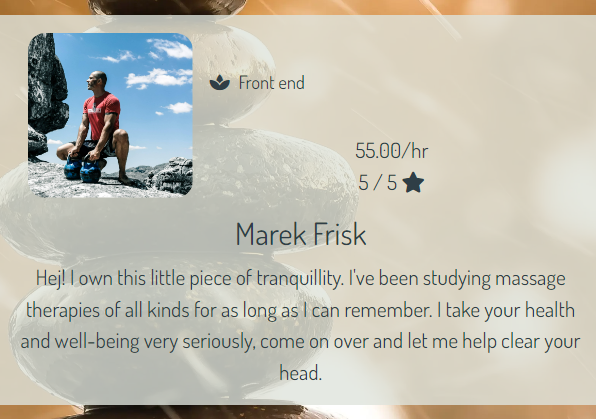 Front end
55.00/hr
5 / 5
Marek Frisk
Hej! I own this little piece of tranquillity. I've been studying massage
therapies of all kinds for as long as I can remember. I take your health
and well-being very seriously, come on over and let me help clear your
head.